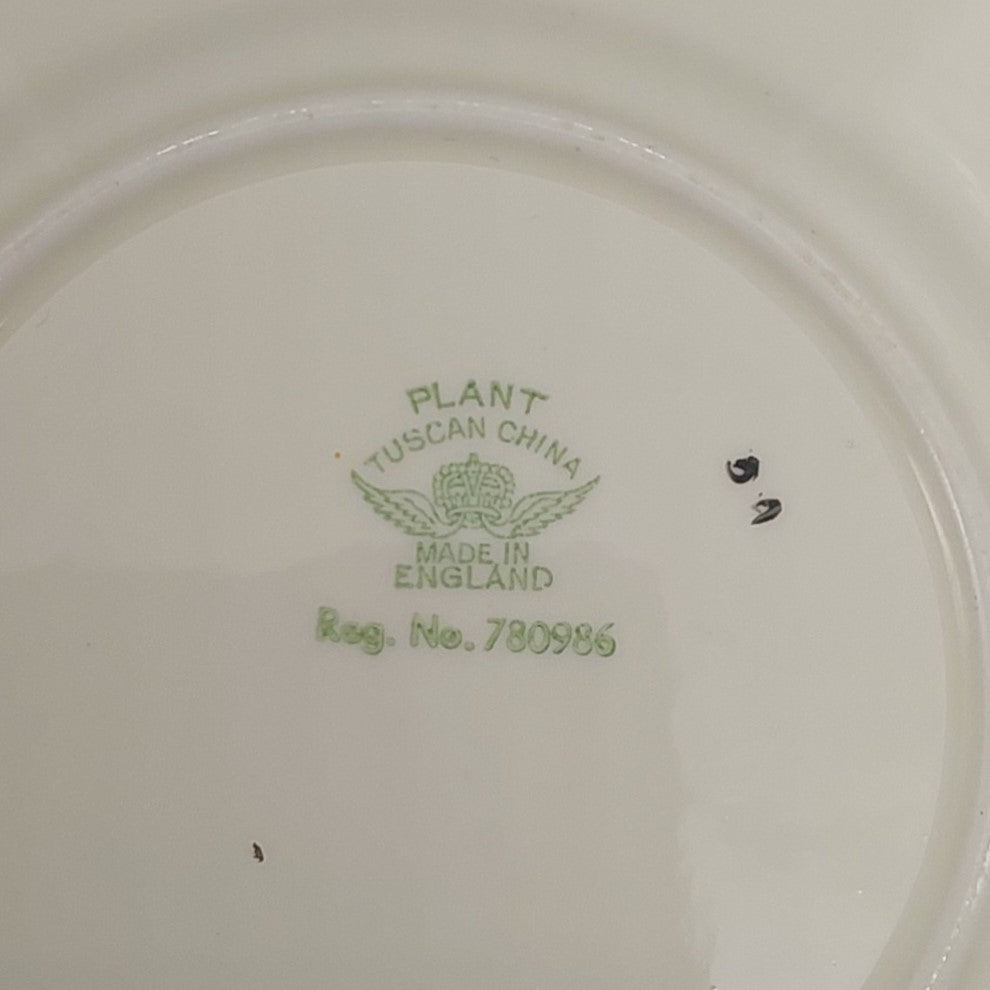 PLANT
TUSCAN CHINA
MADE IN
ENGLAND
Reg. No. 780986